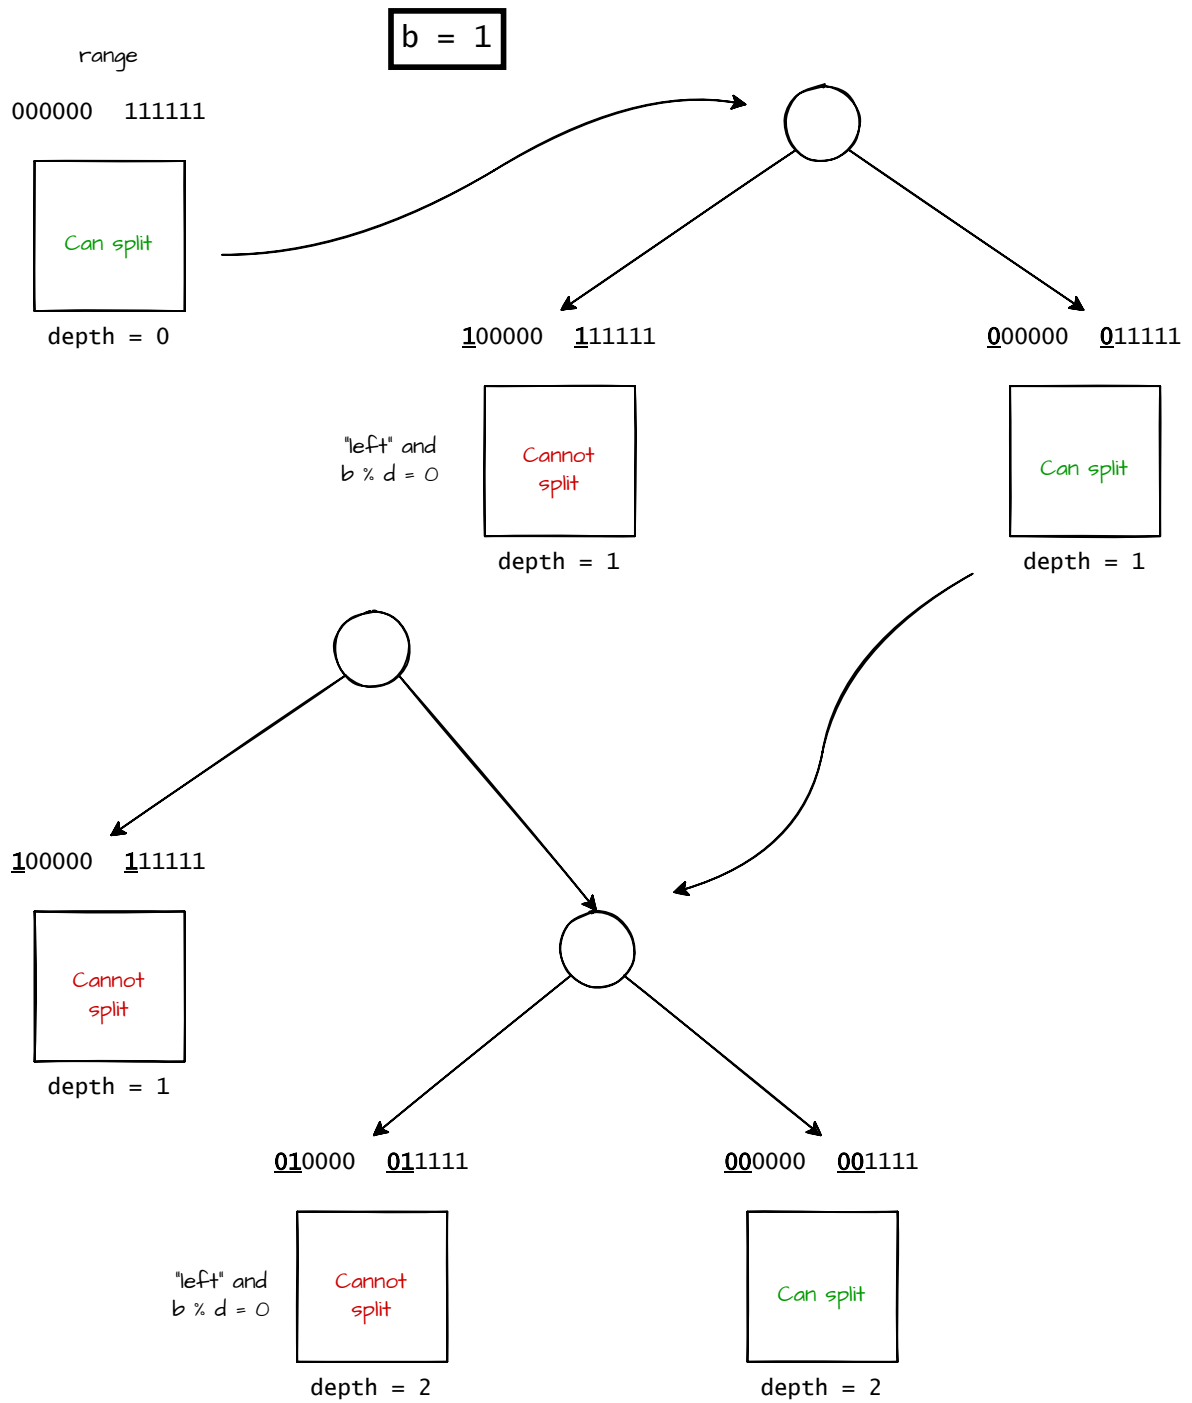 b = 1
range
000000 111111
Can split
depth = 0
100000 111111
000000 011111
"left" and
b % d = 0
Cannot
split
Can split
depth = 1
depth = 1
100000 111111
Cannot
split
depth = 1
010000 011111
000000 001111
"left" and
b % d = 0
Cannot
split
Can split
depth = 2
depth = 2